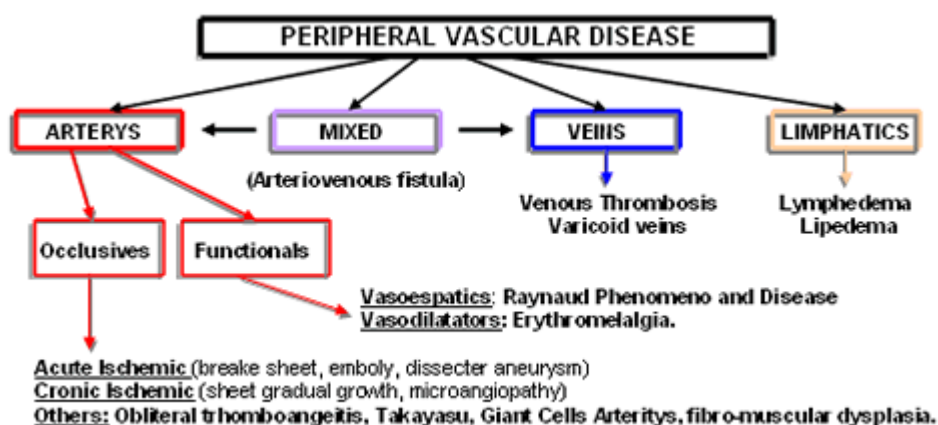 PERIPHERAL VASCULAR DISEASE
ARTERYS
MIXED
VEINS
LIMPHATICS
(Arteriovenous fistula)
Venous Thrombosis
Varicoid veins
Lymphedema
Lipedema
Occlusives
Functionals
Vasoespatics: Raynaud Phenomeno and Disease
Vasodilatators: Erythromelalgia.
Acute Ischemic (breake sheet, emboly, dissecter aneurysm)
Cronic Ischemic (sheet gradual growth, microangiopathy)
Others: Obliteral trhomboangeitis, Takayasu, Giant Cells Arteritys, fibro-muscular dysplasia.